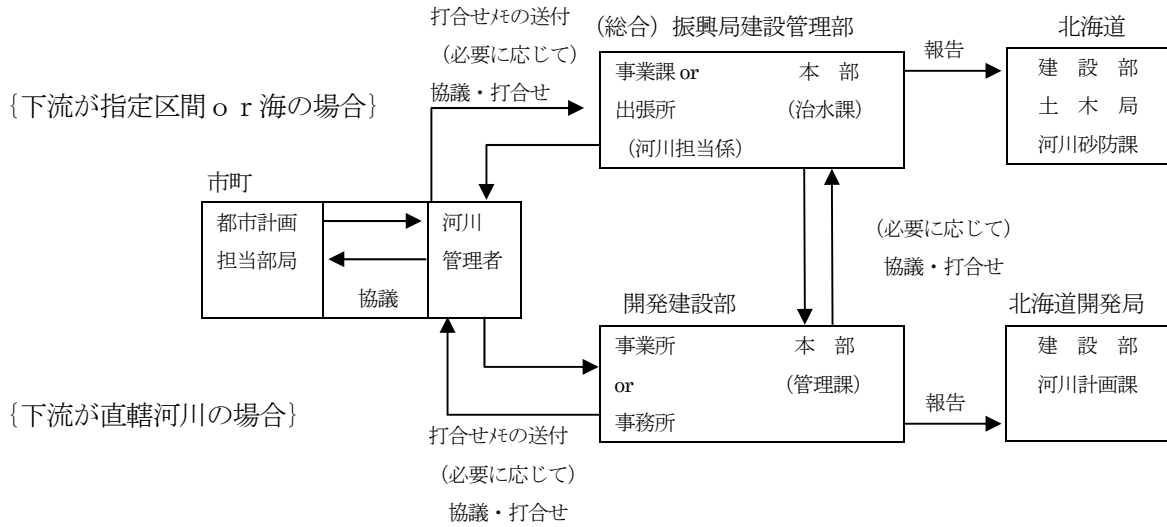 打合せﾒﾓの送付
（必要に応じて）
協議・打合せ
{下流が指定区間ｏｒ海の場合}
（総合）振興局建設管理部
事業課 or　本　部
出張所　（治水課）
（河川担当係）
報告
北海道
建　設　部
土　木　局
河川砂防課
市町
都市計画
担当部局
協議
河川
管理者
（必要に応じて）
協議・打合せ
開発建設部
事業所　本　部
or　（管理課）
事務所
報告
北海道開発局
建　設　部
河川計画課
{下流が直轄河川の場合}
打合せﾒﾓの送付
（必要に応じて）
協議・打合せ